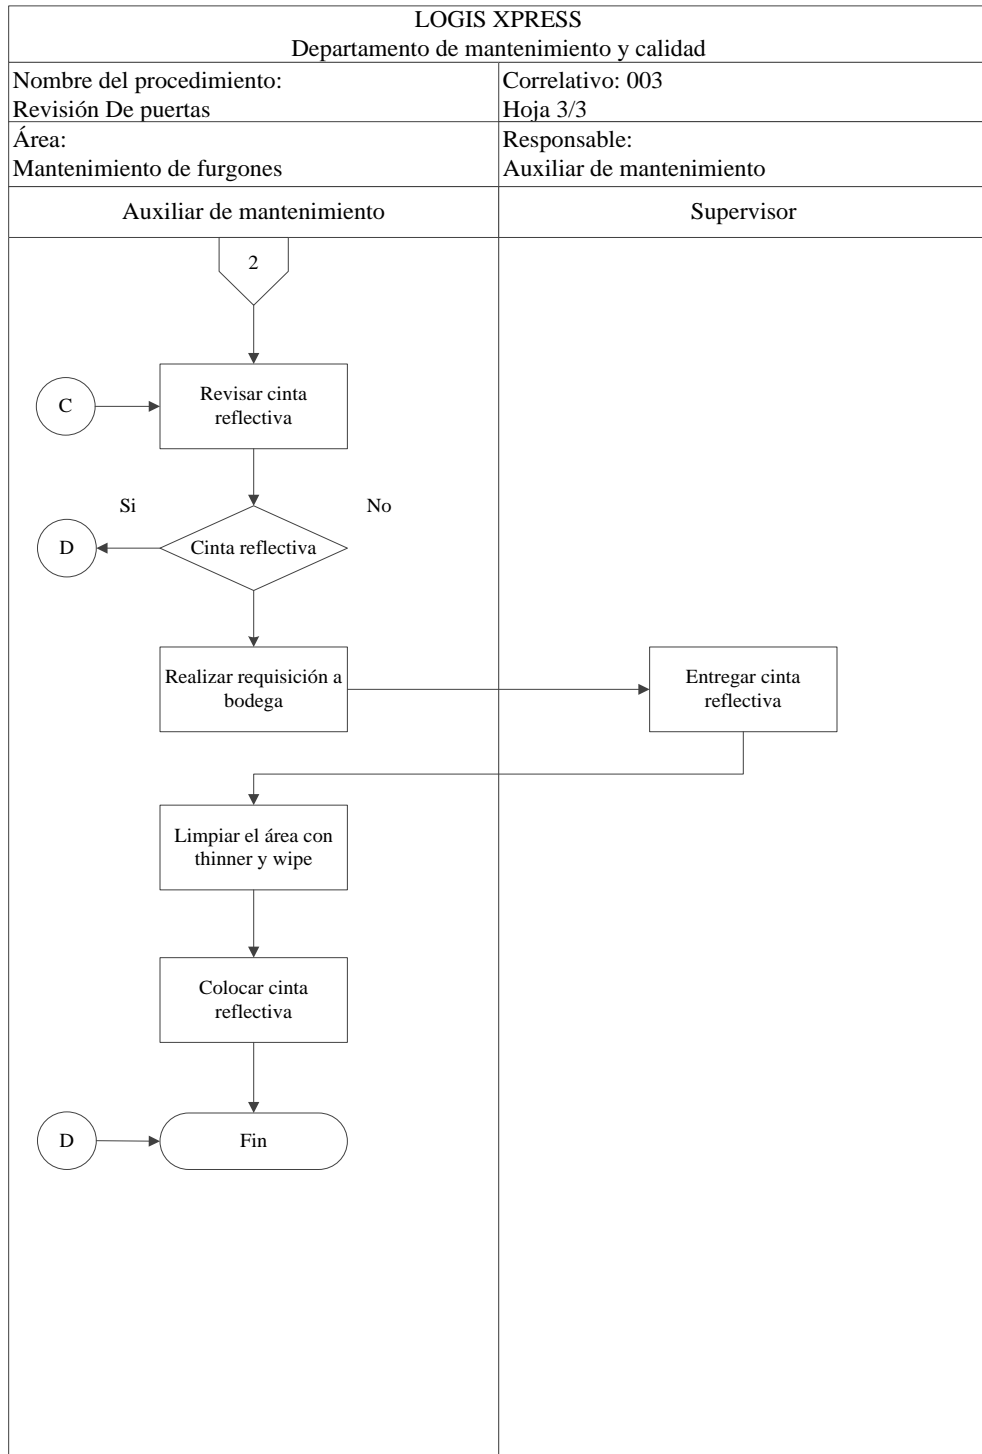 LOGIS XPRESS
Departamento de mantenimiento y calidad
Nombre del procedimiento:
Revisión De puertas
Correlativo: 003
Hoja 3/3
Área:
Mantenimiento de furgones
Responsable:
Auxiliar de mantenimiento
Auxiliar de mantenimiento
Supervisor
2
C
Revisar cinta
reflectiva
Si
No
D
Cinta reflectiva
Realizar requisición a
bodega
Entregar cinta
reflectiva
Limpiar el área con
thinner y wipe
Colocar cinta
reflectiva
D
Fin